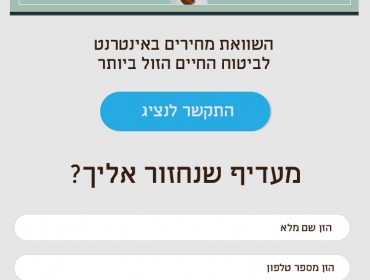 השוואת מחירים באינטרנט
לביטוח החיים הזול ביותר
התקשר לנציג
מעדיף שנחזור אליך?
הזן שם מלא
הזן מספר טלפון